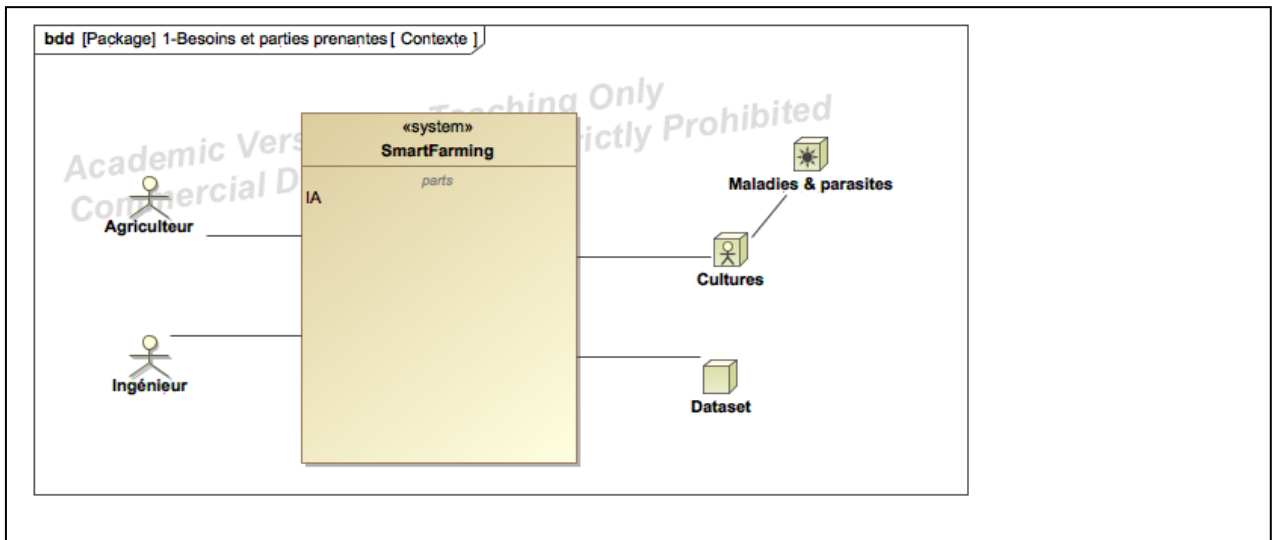 bdd [Package] 1-Besoins et parties prenantes [ Contexte ]
Academic Vers Teaching Only
Commercial D rictly Prohibited
«system»
SmartFarming
parts
IA
Agriculteur
Ingénieur
Maladies & parasites
Cultures
Dataset